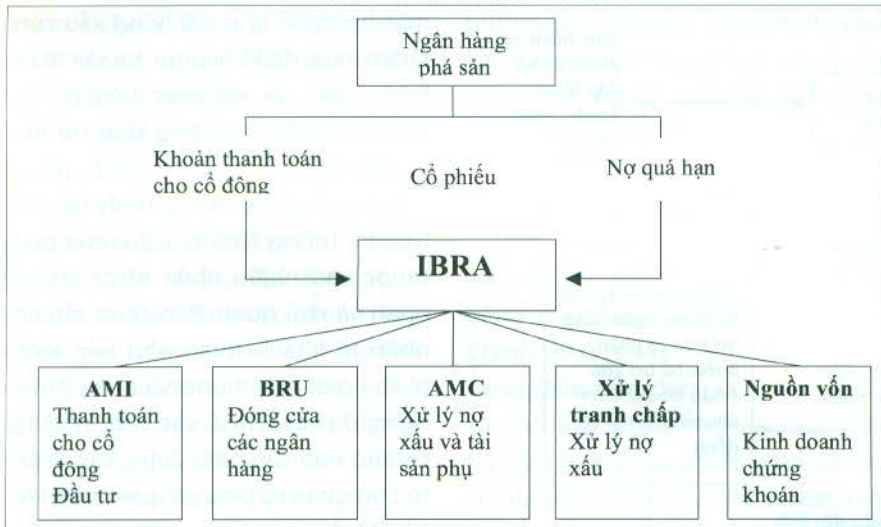 Ngân hàng
phá sản
Khoản thanh toán
cho cổ đông
Cổ phiếu
Nợ quá hạn
IBRA
AMI
Thanh toán
cho cổ
đông
Đầu tư
BRU
Đóng cửa
các ngân
hàng
AMC
Xử lý nợ
xấu và tài
sản phụ
Xử lý
tranh chấp
Xử lý nợ
xấu
Nguồn vốn
Kinh doanh
chứng
khoán